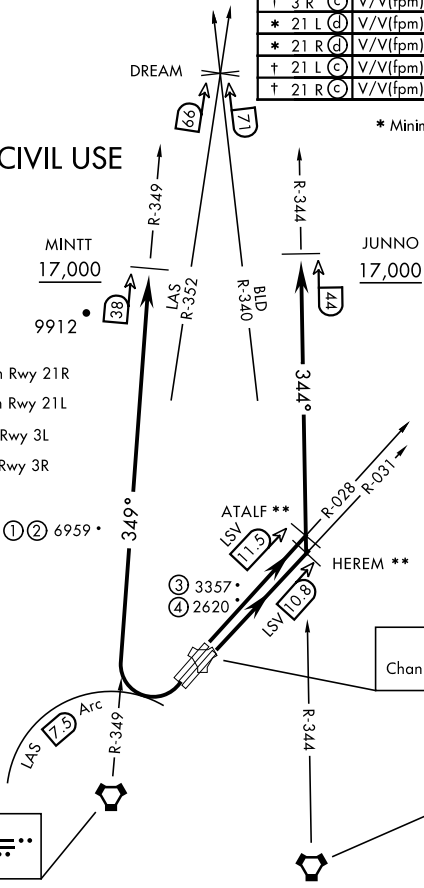 † 3 R ⓒ V/V(fpm)
* 21 L ⓓ V/V(fpm)
* 21 R ⓓ V/V(fpm)
† 21 L ⓒ V/V(fpm)
† 21 R ⓒ V/V(fpm)
* Minim
DREAM
66
71
CIVIL USE
R-349
R-344
MINTT
17,000
JUNNO
17,000
38
44
9912
LAS
R-352
BLD
R-340
n Rwy 21R
n Rwy 21L
Rwy 3L
Rwy 3R
344°
349°
① ② 6959
ATALF **
LSV
11.5
R-028
R-031
HEREM **
③ 3357
④ 2620
LSV
10.8
Chan
LAS
7.5
Arc
R-349
R-344